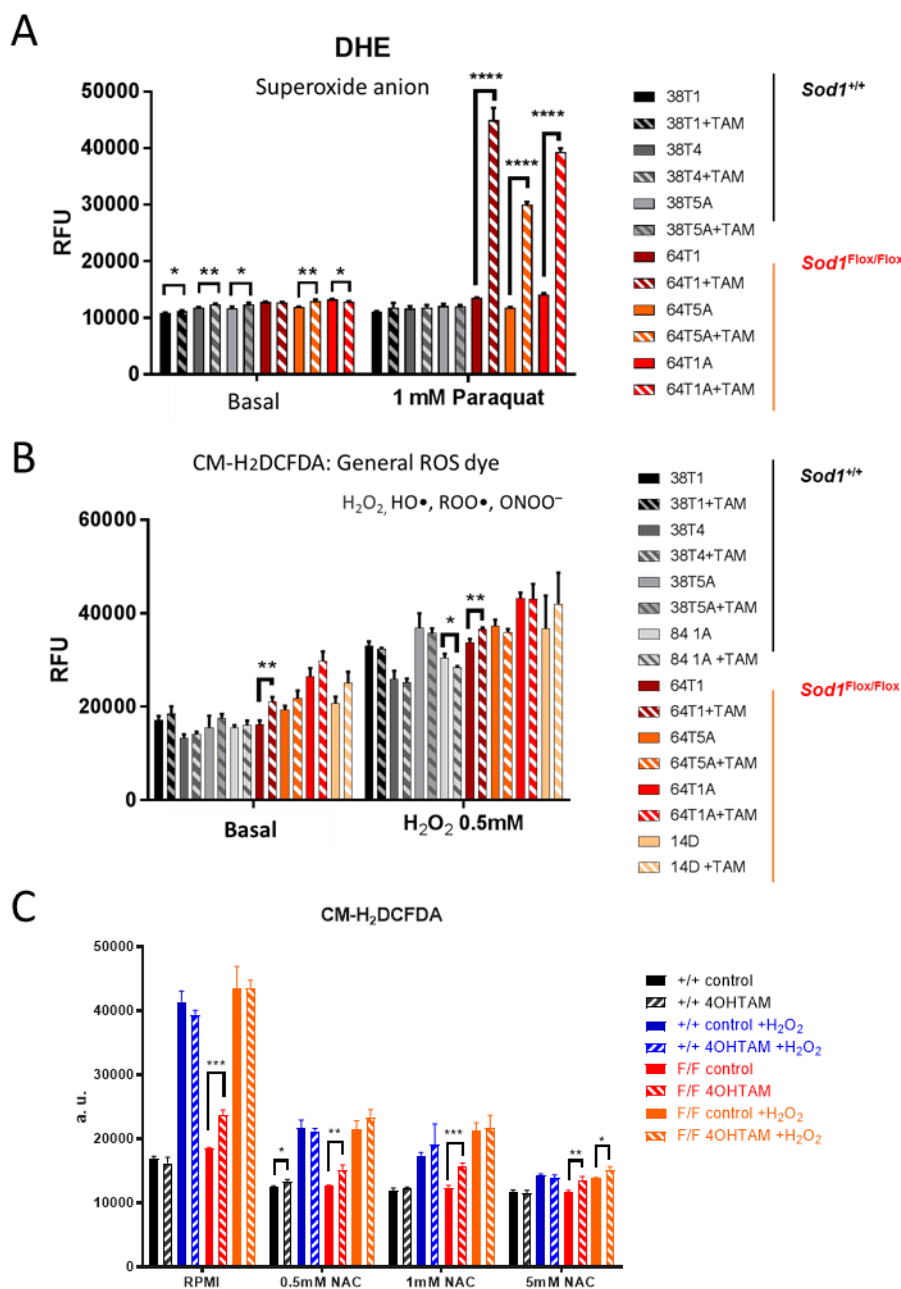 A
DHE
Superoxide anion
50000
40000
30000
20000
10000
0
RFU
* ** * ** *
**** **** ****
Basal
1 mM Paraquat
38T1
38T1+TAM
38T4
38T4+TAM
38T5A
38T5A+TAM
64T1
64T1+TAM
64T5A
64T5A+TAM
64T1A
64T1A+TAM
Sod1+/+
Sod1Flox/Flox
B
CM-H2DCFDA: General ROS dye
H2O2, HO•, ROO•, ONOO−
60000
40000
20000
0
RFU
** * **
Basal
H2O2 0.5mM
38T1
38T1+TAM
38T4
38T4+TAM
38T5A
38T5A+TAM
84 1A
84 1A +TAM
64T1
64T1+TAM
64T5A
64T5A+TAM
64T1A
64T1A+TAM
14D
14D +TAM
Sod1+/+
Sod1Flox/Flox
C
CM-H2DCFDA
50000
40000
30000
20000
10000
0
a. u.
*** * ** *** ** *
RPMI
0.5mM NAC
1mM NAC
5mM NAC
+/+ control
+/+ 4OHTAM
+/+ control +H2O2
+/+ 4OHTAM +H2O2
F/F control
F/F 4OHTAM
F/F control +H2O2
F/F 4OHTAM +H2O2